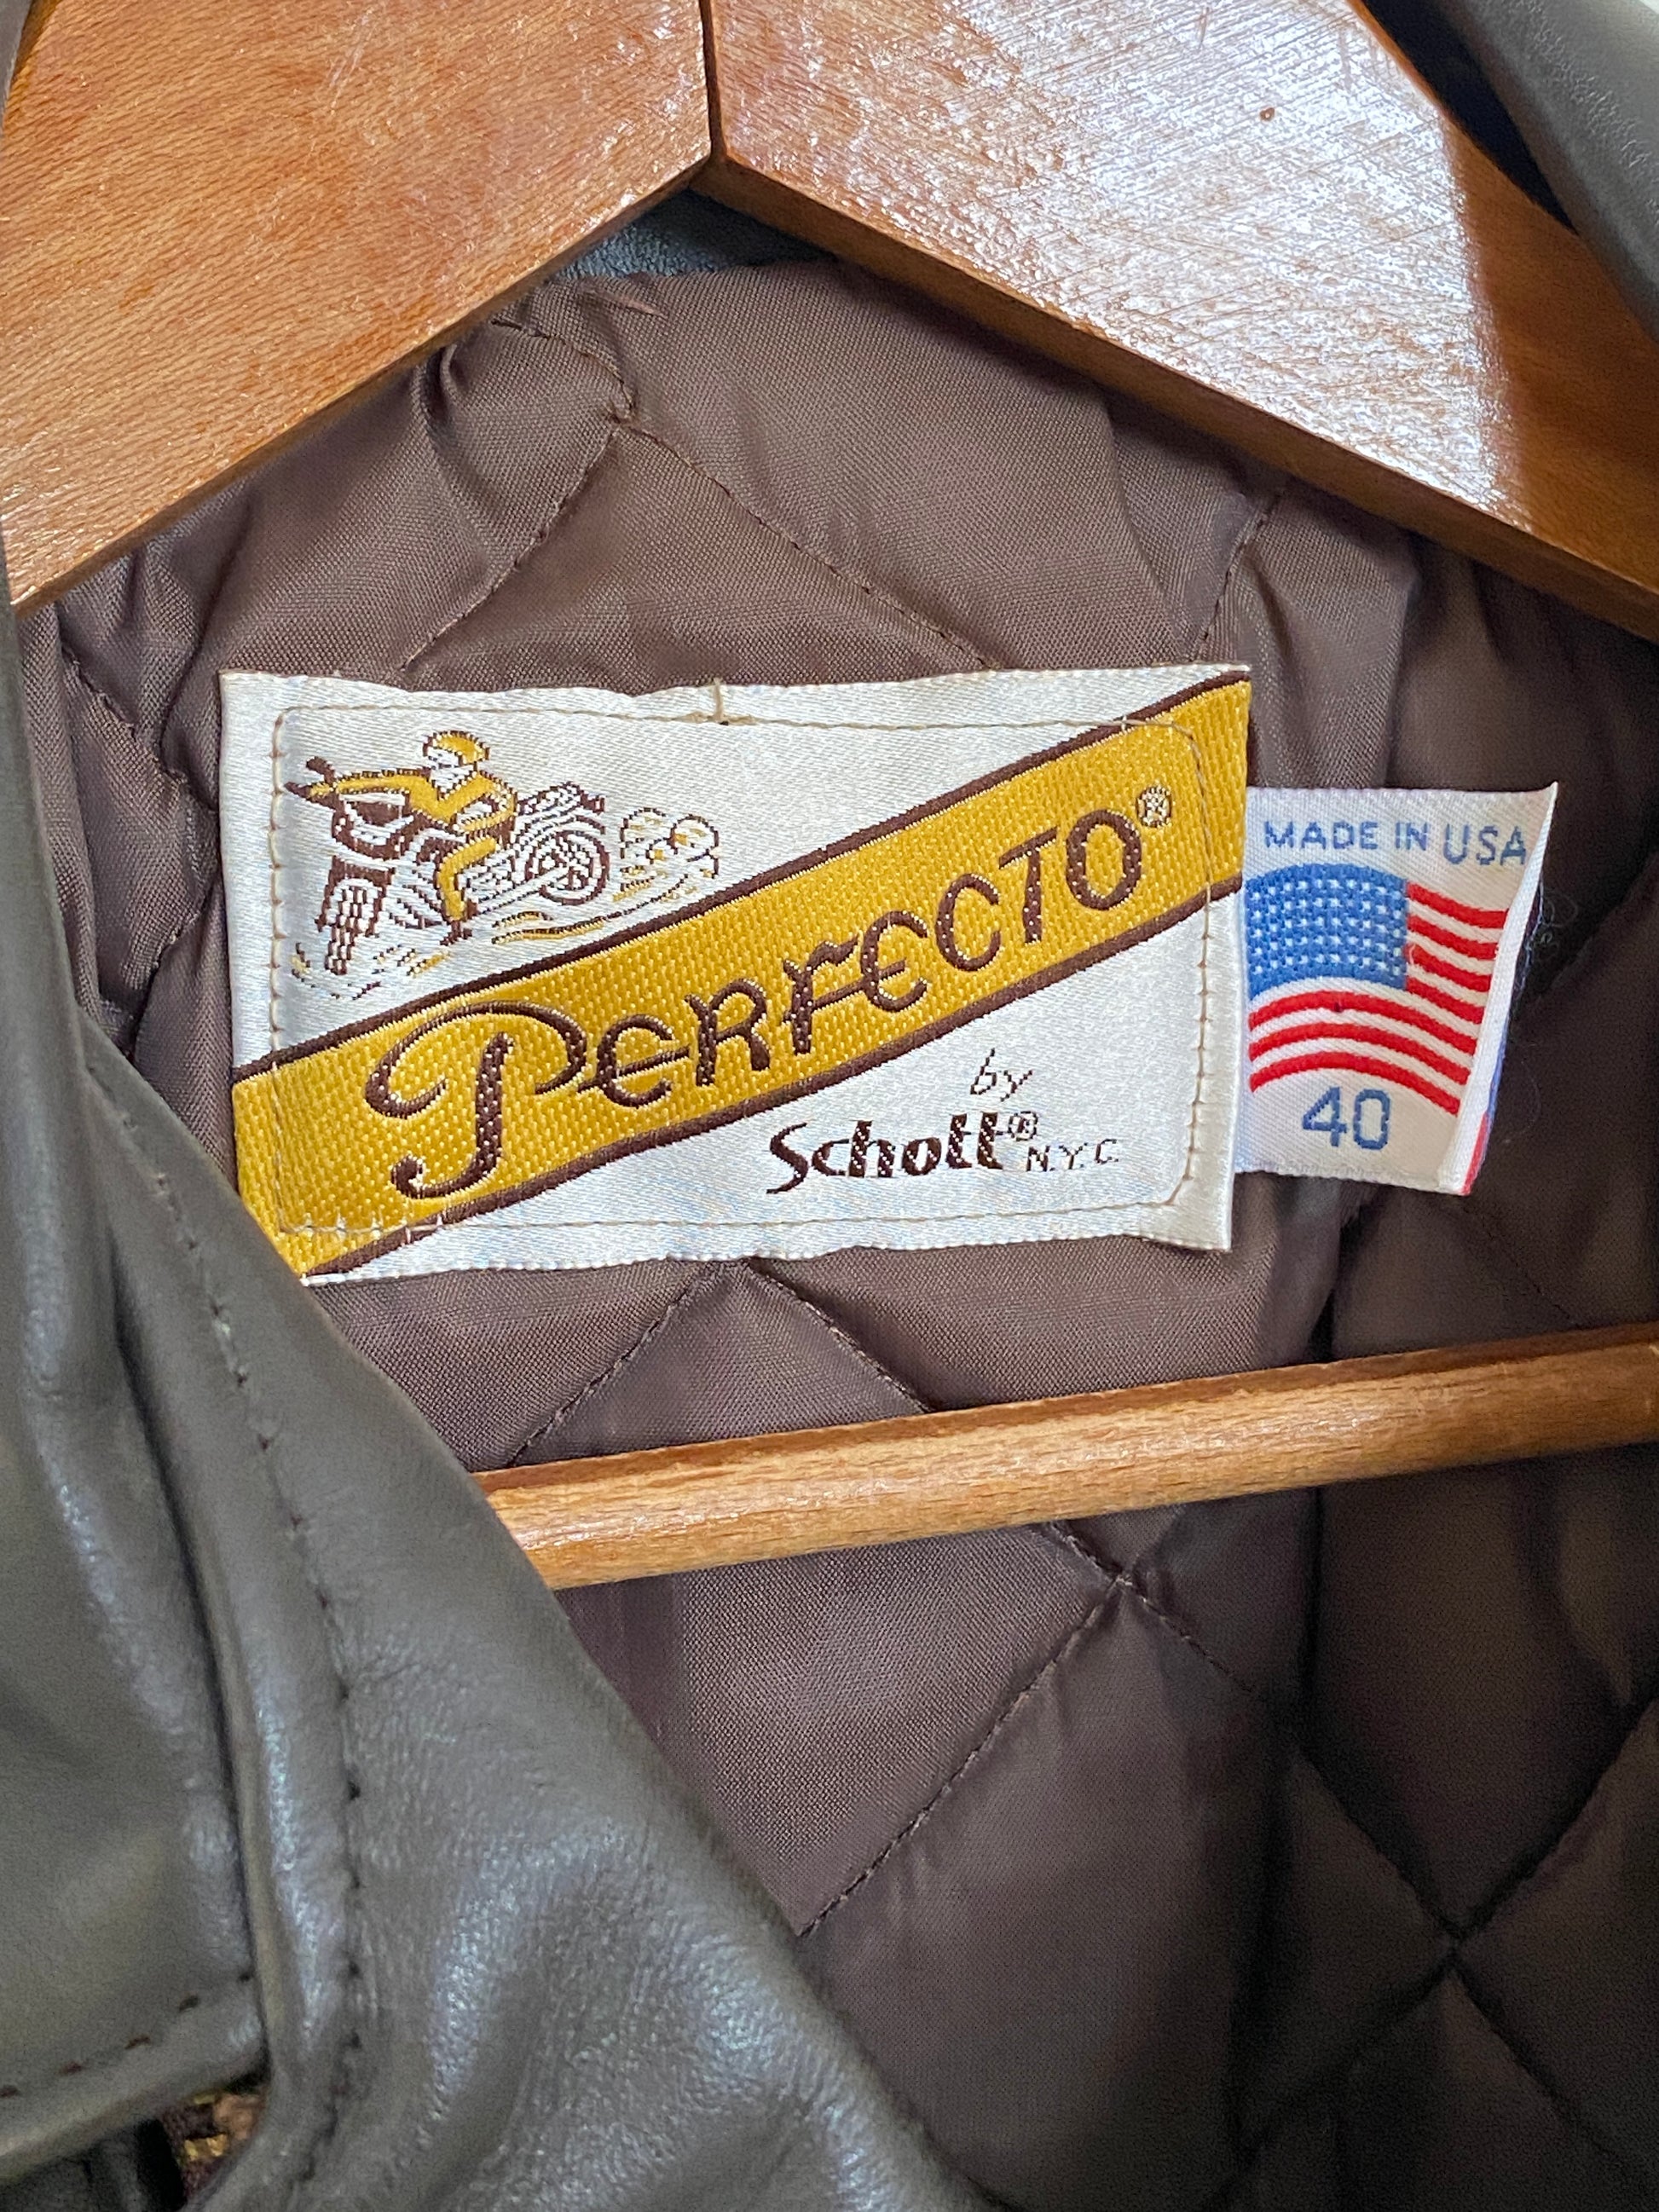 PERFECTO®
by
Schott® N.Y.C.
MADE IN USA
40